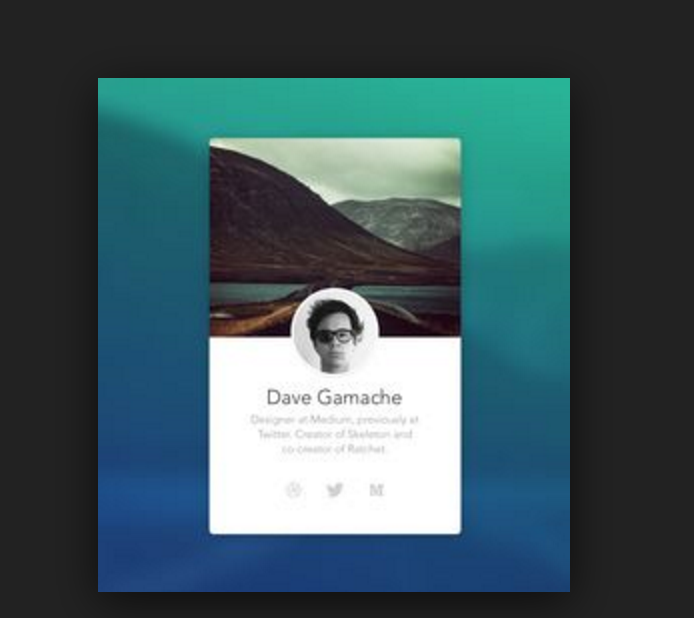 Dave Gamache
Designer at Medium, previously at
Twitter. Creator of Skeleton and
co-creator of Ratchet.
M